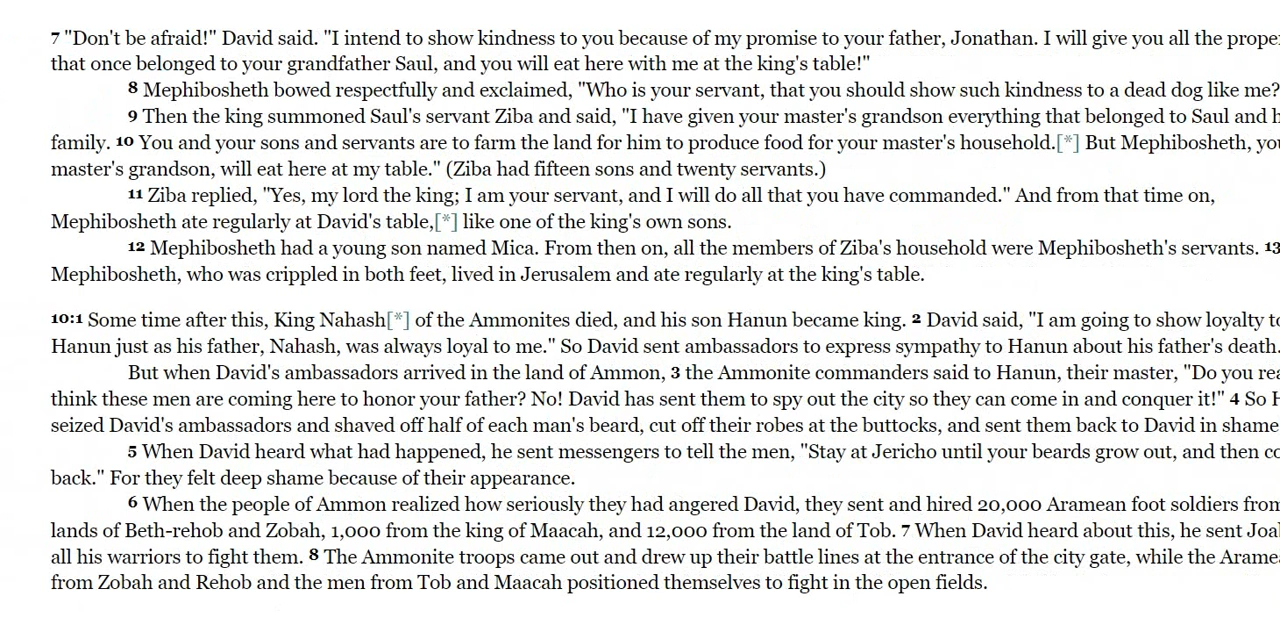 7 "Don't be afraid!" David said. "I intend to show kindness to you because of my promise to your father, Jonathan. I will give you all the
that once belonged to your grandfather Saul, and you will eat here with me at the king's table!"
8 Mephibosheth bowed respectfully and exclaimed, "Who is your servant, that you should show such kindness to a dead dog like me?
9 Then the king summoned Saul's servant Ziba and said, "I have given your master's grandson everything that belonged to Saul and
family. 10 You and your sons and servants are to farm the land for him to produce food for your master's household.[*] But Mephibosheth,
master's grandson, will eat here at my table." (Ziba had fifteen sons and twenty servants.)
11 Ziba replied, "Yes, my lord the king; I am your servant, and I will do all that you have commanded." And from that time on,
Mephibosheth ate regularly at David's table,[*] like one of the king's own sons.
12 Mephibosheth had a young son named Mica. From then on, all the members of Ziba's household were Mephibosheth's servants. 13
Mephibosheth, who was crippled in both feet, lived in Jerusalem and ate regularly at the king's table.
10:1 Some time after this, King Nahash[*] of the Ammonites died, and his son Hanun became king. 2 David said, "I am going to show loyalty to
Hanun just as his father, Nahash, was always loyal to me." So David sent ambassadors to express sympathy to Hanun about his father's death.
But when David's ambassadors arrived in the land of Ammon, 3 the Ammonite commanders said to Hanun, their master, "Do you
think these men are coming here to honor your father? No! David has sent them to spy out the city so they can come in and conquer it!" 4 So
seized David's ambassadors and shaved off half of each man's beard, cut off their robes at the buttocks, and sent them back to David in shame
5 When David heard what had happened, he sent messengers to tell the men, "Stay at Jericho until your beards grow out, and then
back." For they felt deep shame because of their appearance.
6 When the people of Ammon realized how seriously they had angered David, they sent and hired 20,000 Aramean foot soldiers from
lands of Beth-rehob and Zobah, 1,000 from the king of Maacah, and 12,000 from the land of Tob. 7 When David heard about this, he sent
all his warriors to fight them. 8 The Ammonite troops came out and drew up their battle lines at the entrance of the city gate, while the
from Zobah and Rehob and the men from Tob and Maacah positioned themselves to fight in the open fields.